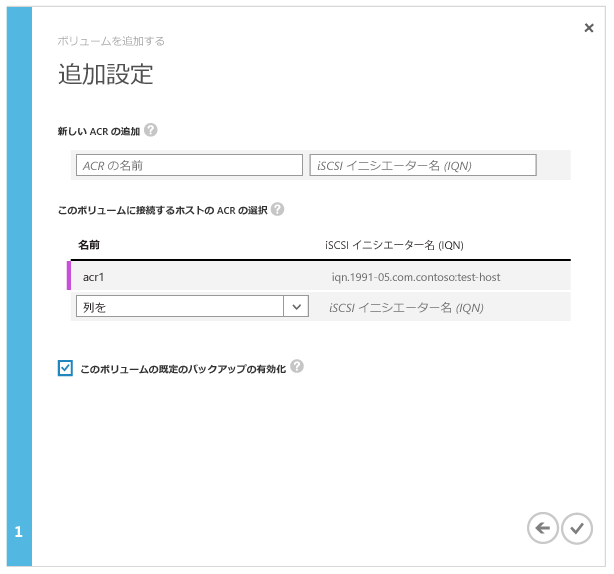 ボリュームを追加する
追加設定
新しい ACR の追加 ?
ACR の名前 iSCSI イニシエーター名 (IQN)
このボリュームに接続するホストの ACR の選択 ?
名前 iSCSI イニシエーター名 (IQN)
acr1 iqn.1991-05.com.contoso:test-host
列を iSCSI イニシエーター名 (IQN)
このボリュームの既定のバックアップの有効化 ?
1